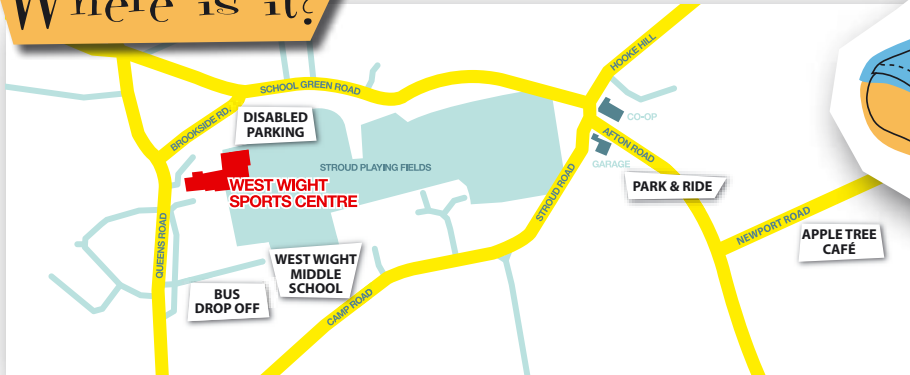 Where is it?
HOOKE HILL
SCHOOL GREEN ROAD
BROOKSIDE RD.
DISABLED
PARKING
CO-OP
AFTON ROAD
GARAGE
STROUD PLAYING FIELDS
WEST WIGHT
SPORTS CENTRE
PARK & RIDE
STROUD ROAD
QUEENS ROAD
NEWPORT ROAD
APPLE TREE
CAFÉ
WEST WIGHT
MIDDLE
SCHOOL
BUS
DROP OFF
CAMP ROAD